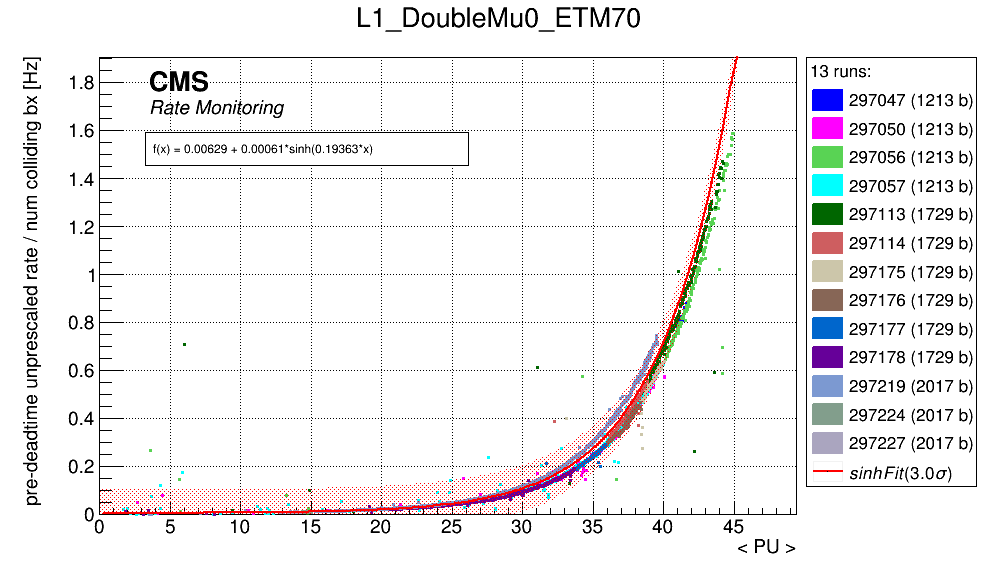 L1_DoubleMu0_ETM70
pre-deadtime unprescaled rate / num colliding bx [Hz]
CMS
Rate Monitoring
f(x) = 0.00629 + 0.00061*sinh(0.19363*x)
1.8
1.6
1.4
1.2
1
0.8
0.6
0.4
0.2
0
0 5 10 15 20 25 30 35 40 45
< PU >
13 runs:
297047 (1213 b)
297050 (1213 b)
297056 (1213 b)
297057 (1213 b)
297113 (1729 b)
297114 (1729 b)
297175 (1729 b)
297176 (1729 b)
297177 (1729 b)
297178 (1729 b)
297219 (2017 b)
297224 (2017 b)
297227 (2017 b)
sinhFit(3.0σ)